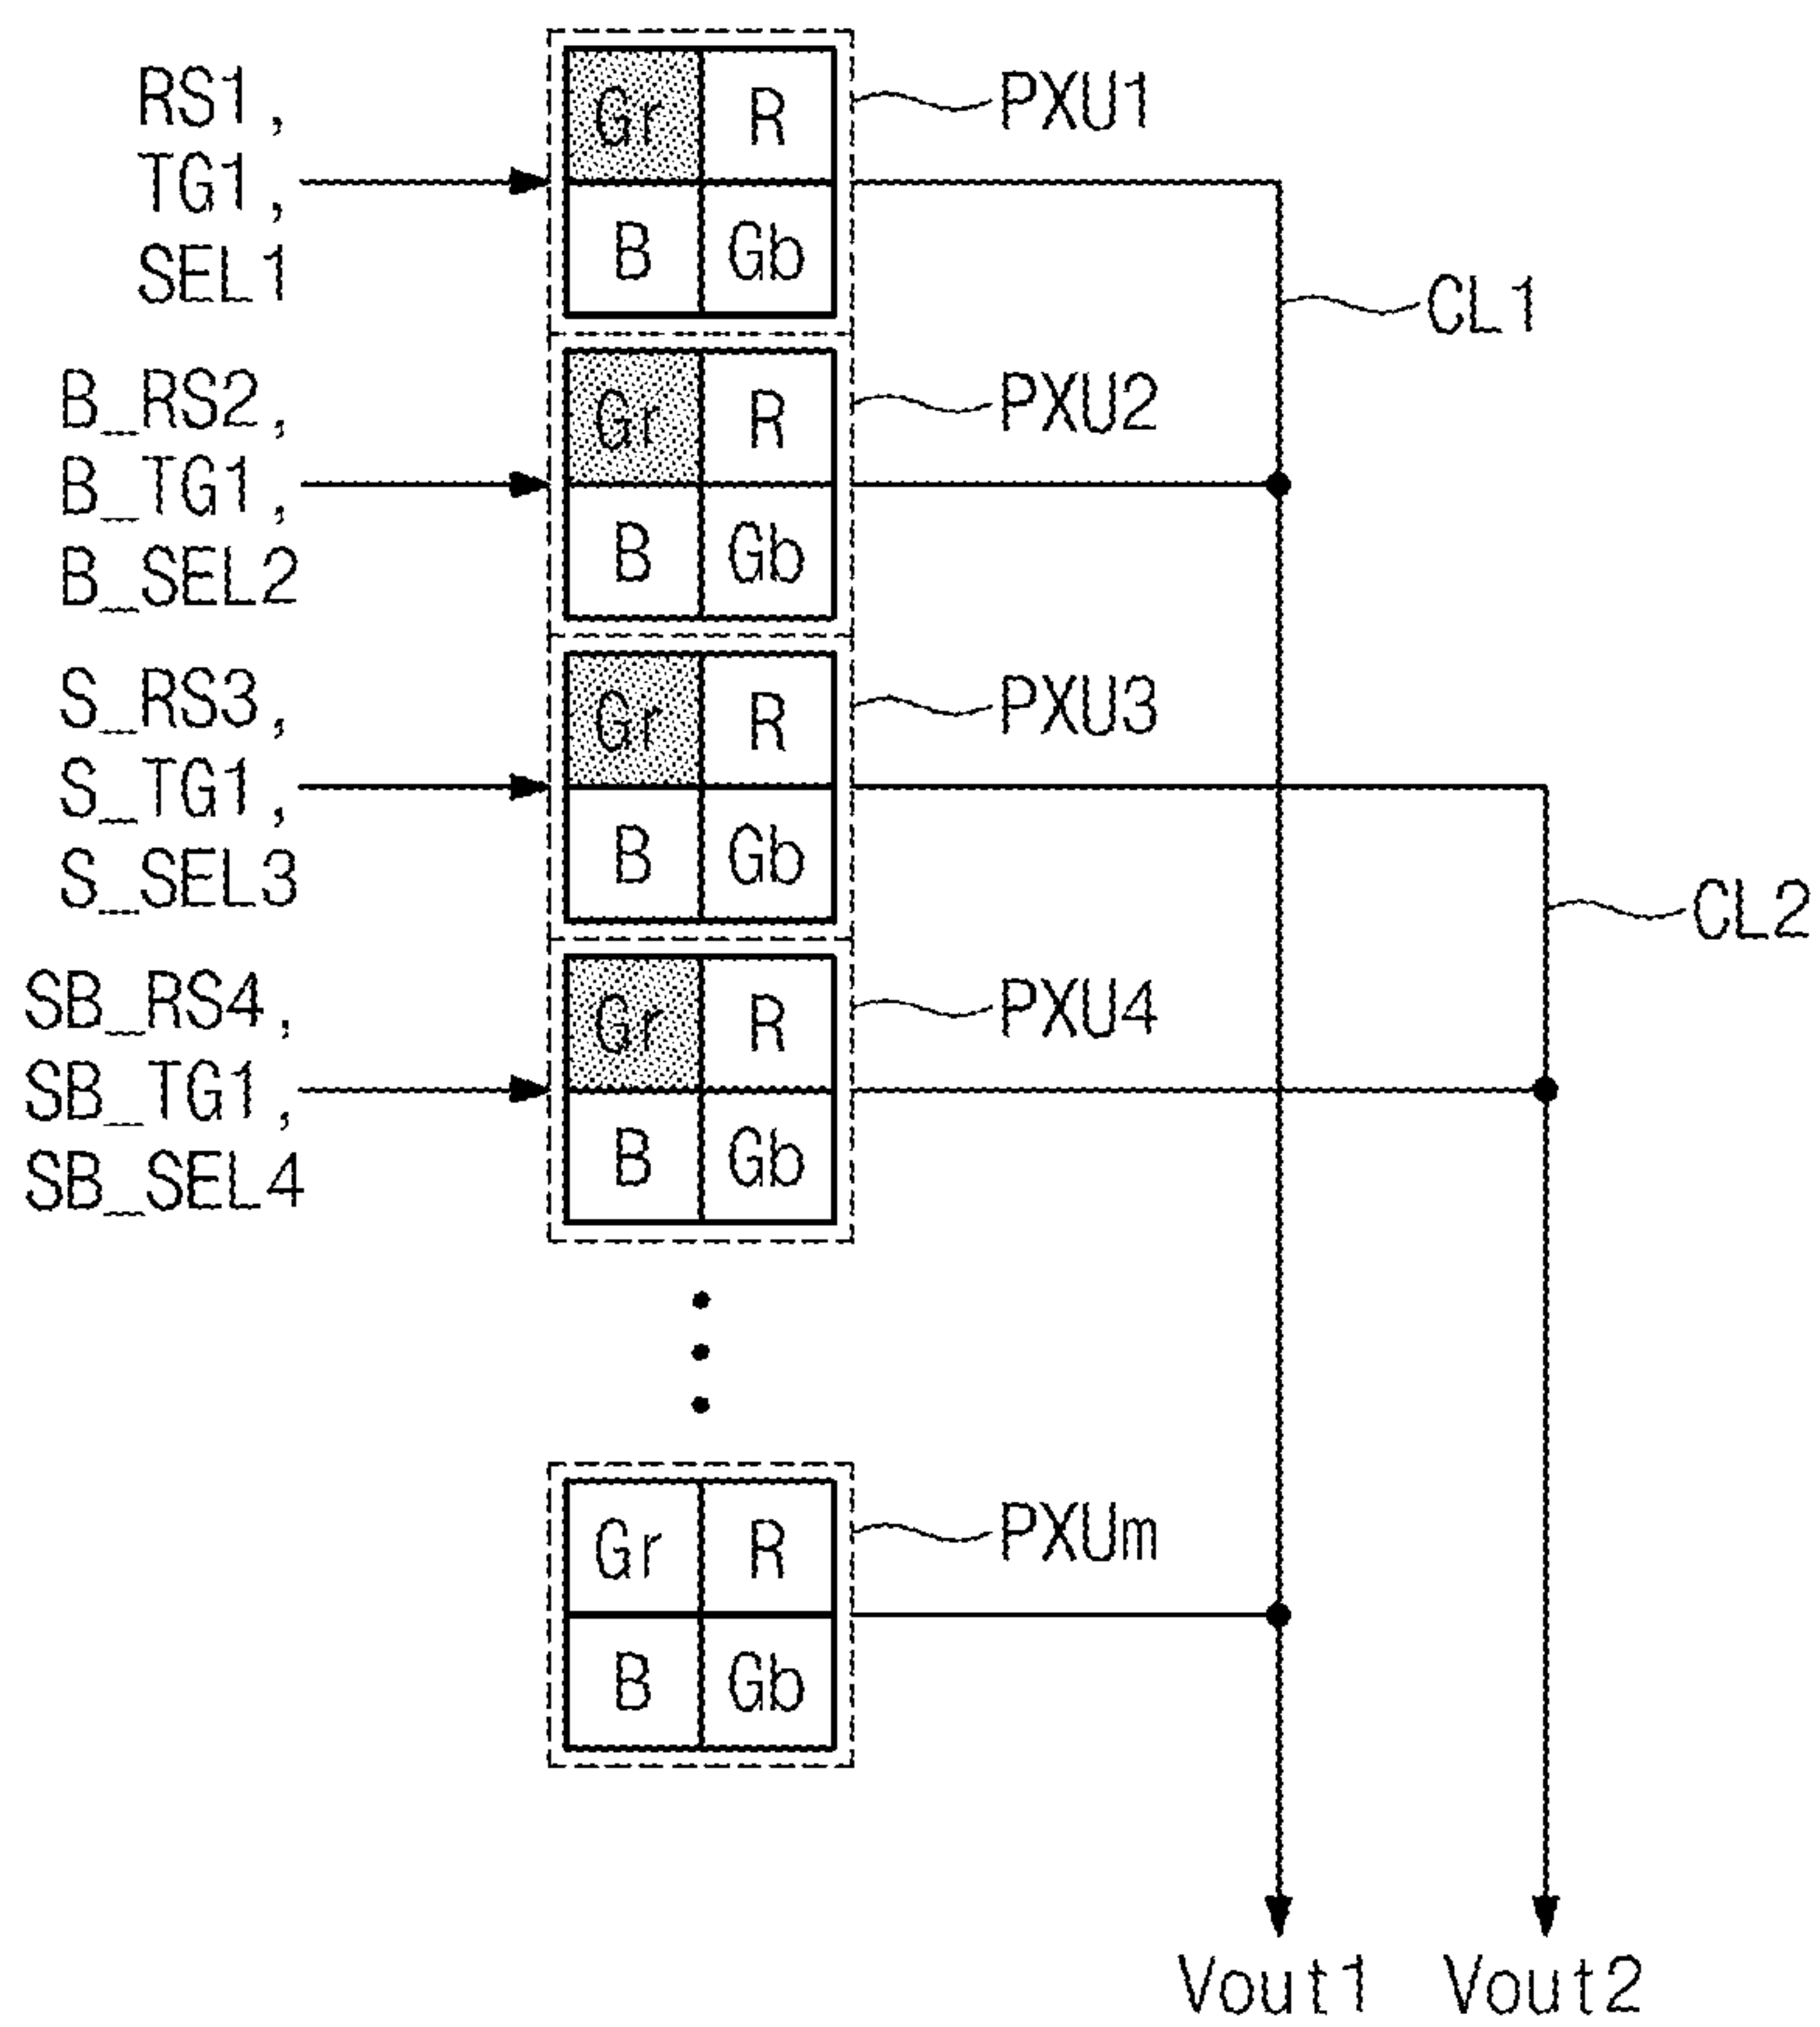 RS1,
TG1,
SEL1
Gr R
B Gb
PXU1
CL1
B_RS2,
B_TG1,
B_SEL2
Gr R
B Gb
PXU2
S_RS3,
S_TG1,
S_SEL3
Gr R
B Gb
PXU3
CL2
SB_RS4,
SB_TG1,
SB_SEL4
Gr R
B Gb
PXU4
Gr R
B Gb
PXUm
Vout1 Vout2